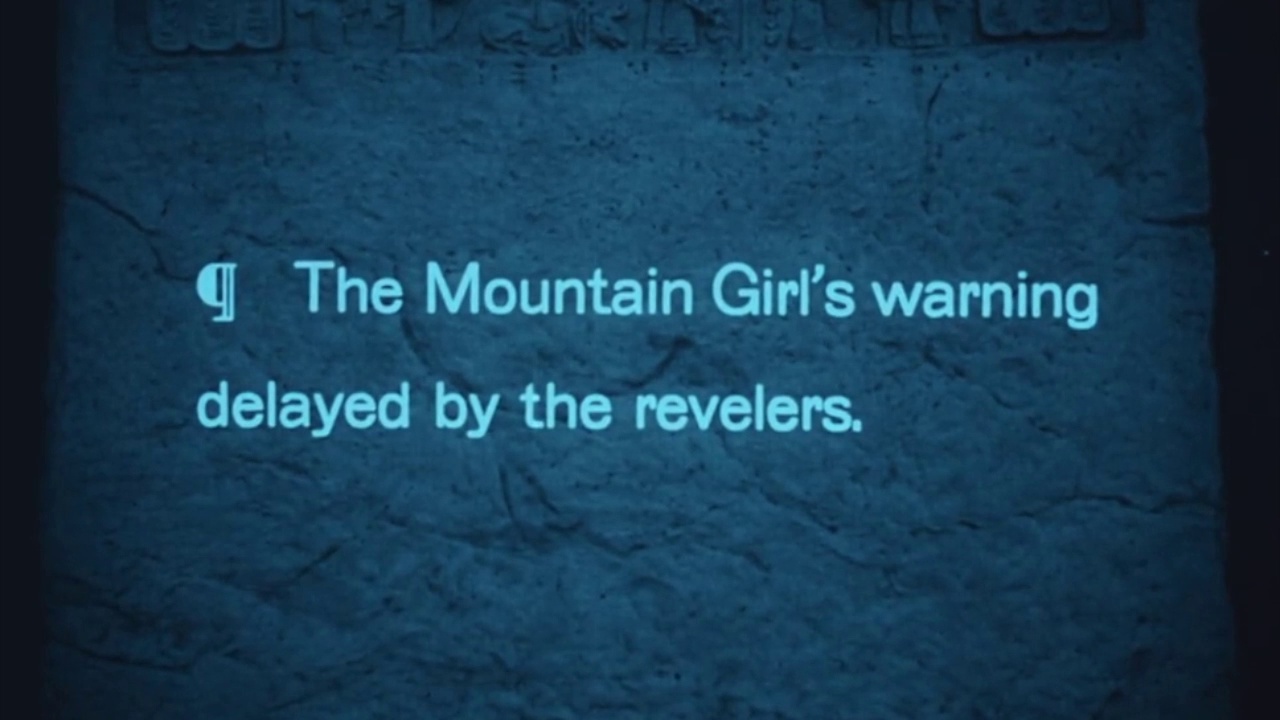 ¶ The Mountain Girl's warning
delayed by the revelers.